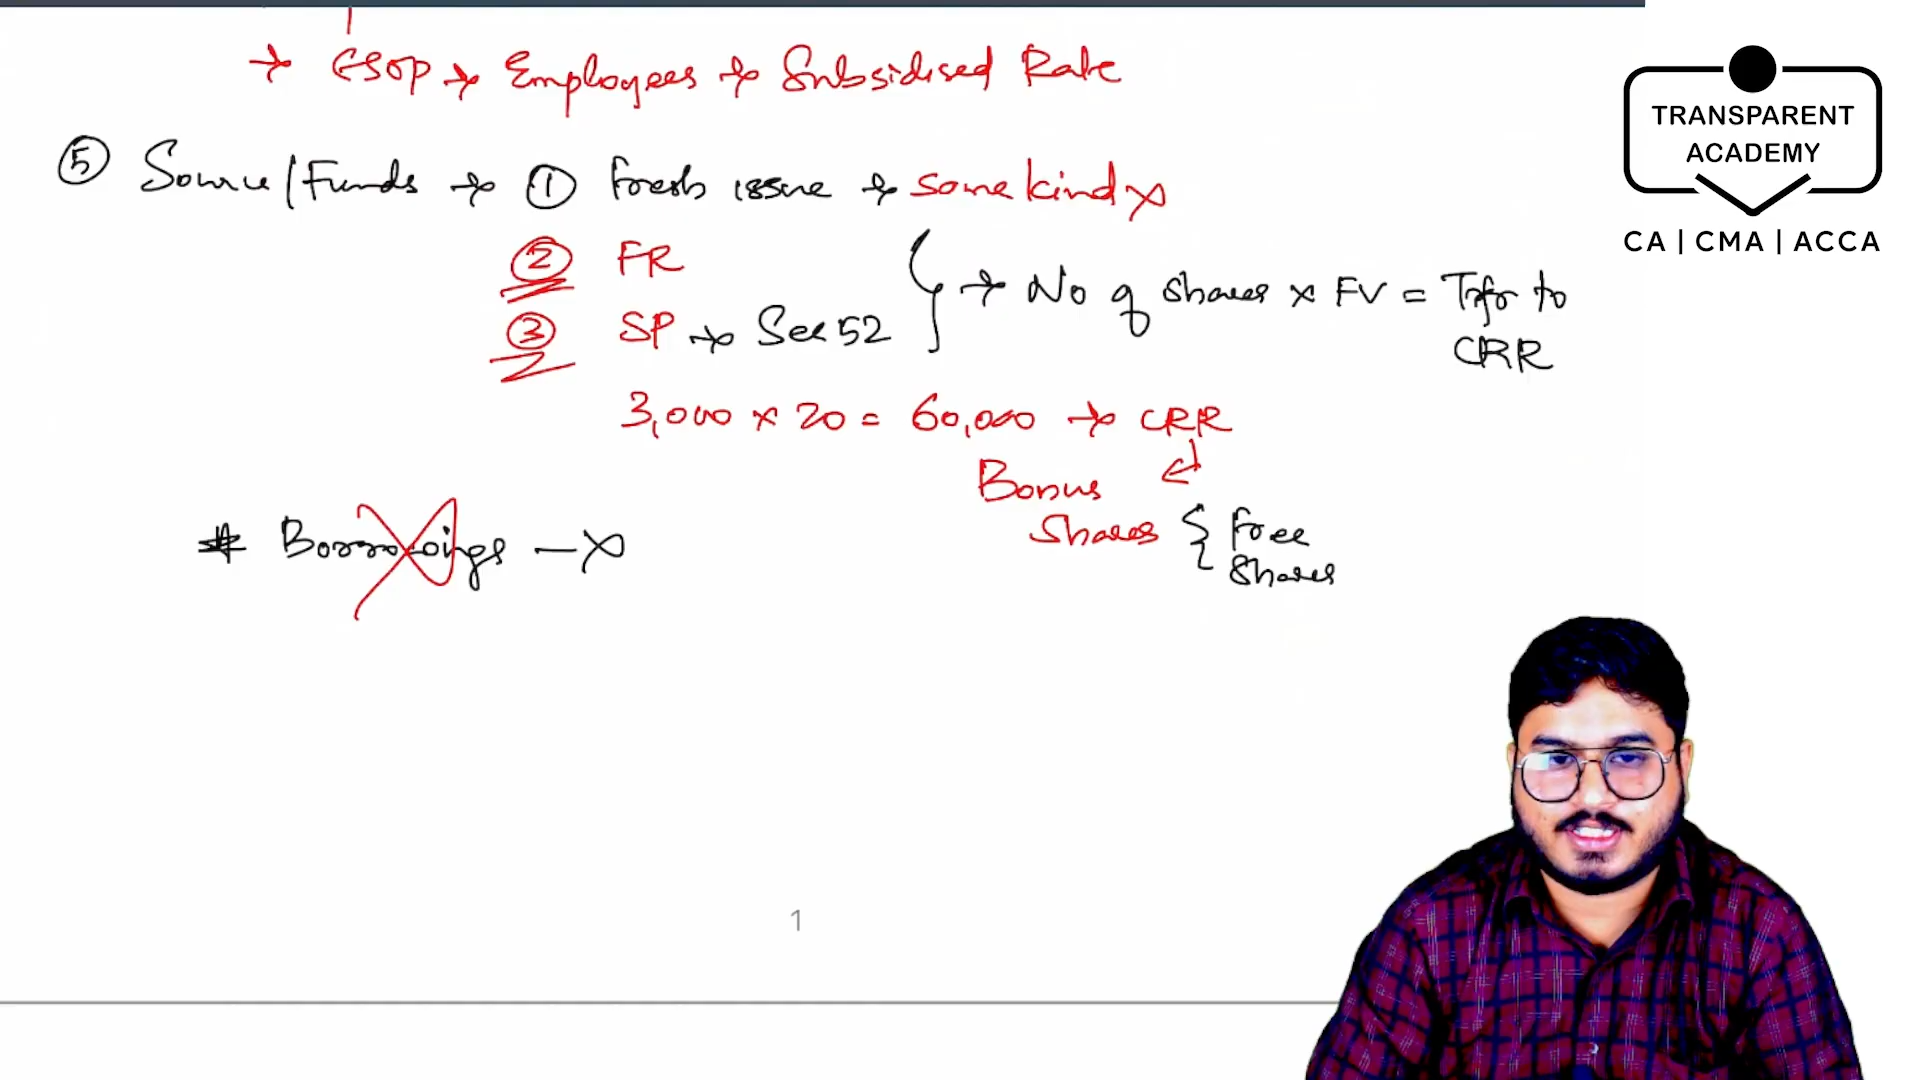 → ESOP → Employees → Subsidised Rate
⑤ Source/Funds → ① Fresh issue → same kind x
② FR
③ SP → Sec 52
} → No of shares x FV = Trfr to CRR
3,000 x 20 = 60,000 → CRR
Bonus Shares { Free Shares
# Borrowings – x
1
TRANSPARENT
ACADEMY
CA | CMA | ACCA